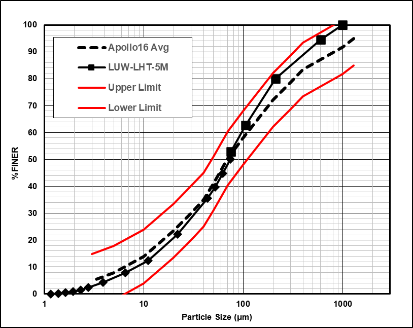 100
90
80
70
60
50
40
30
20
10
0
%FINER
Apollo16 Avg
LUW-LHT-5M
Upper Limit
Lower Limit
1
10
100
1000
Particle Size (µm)